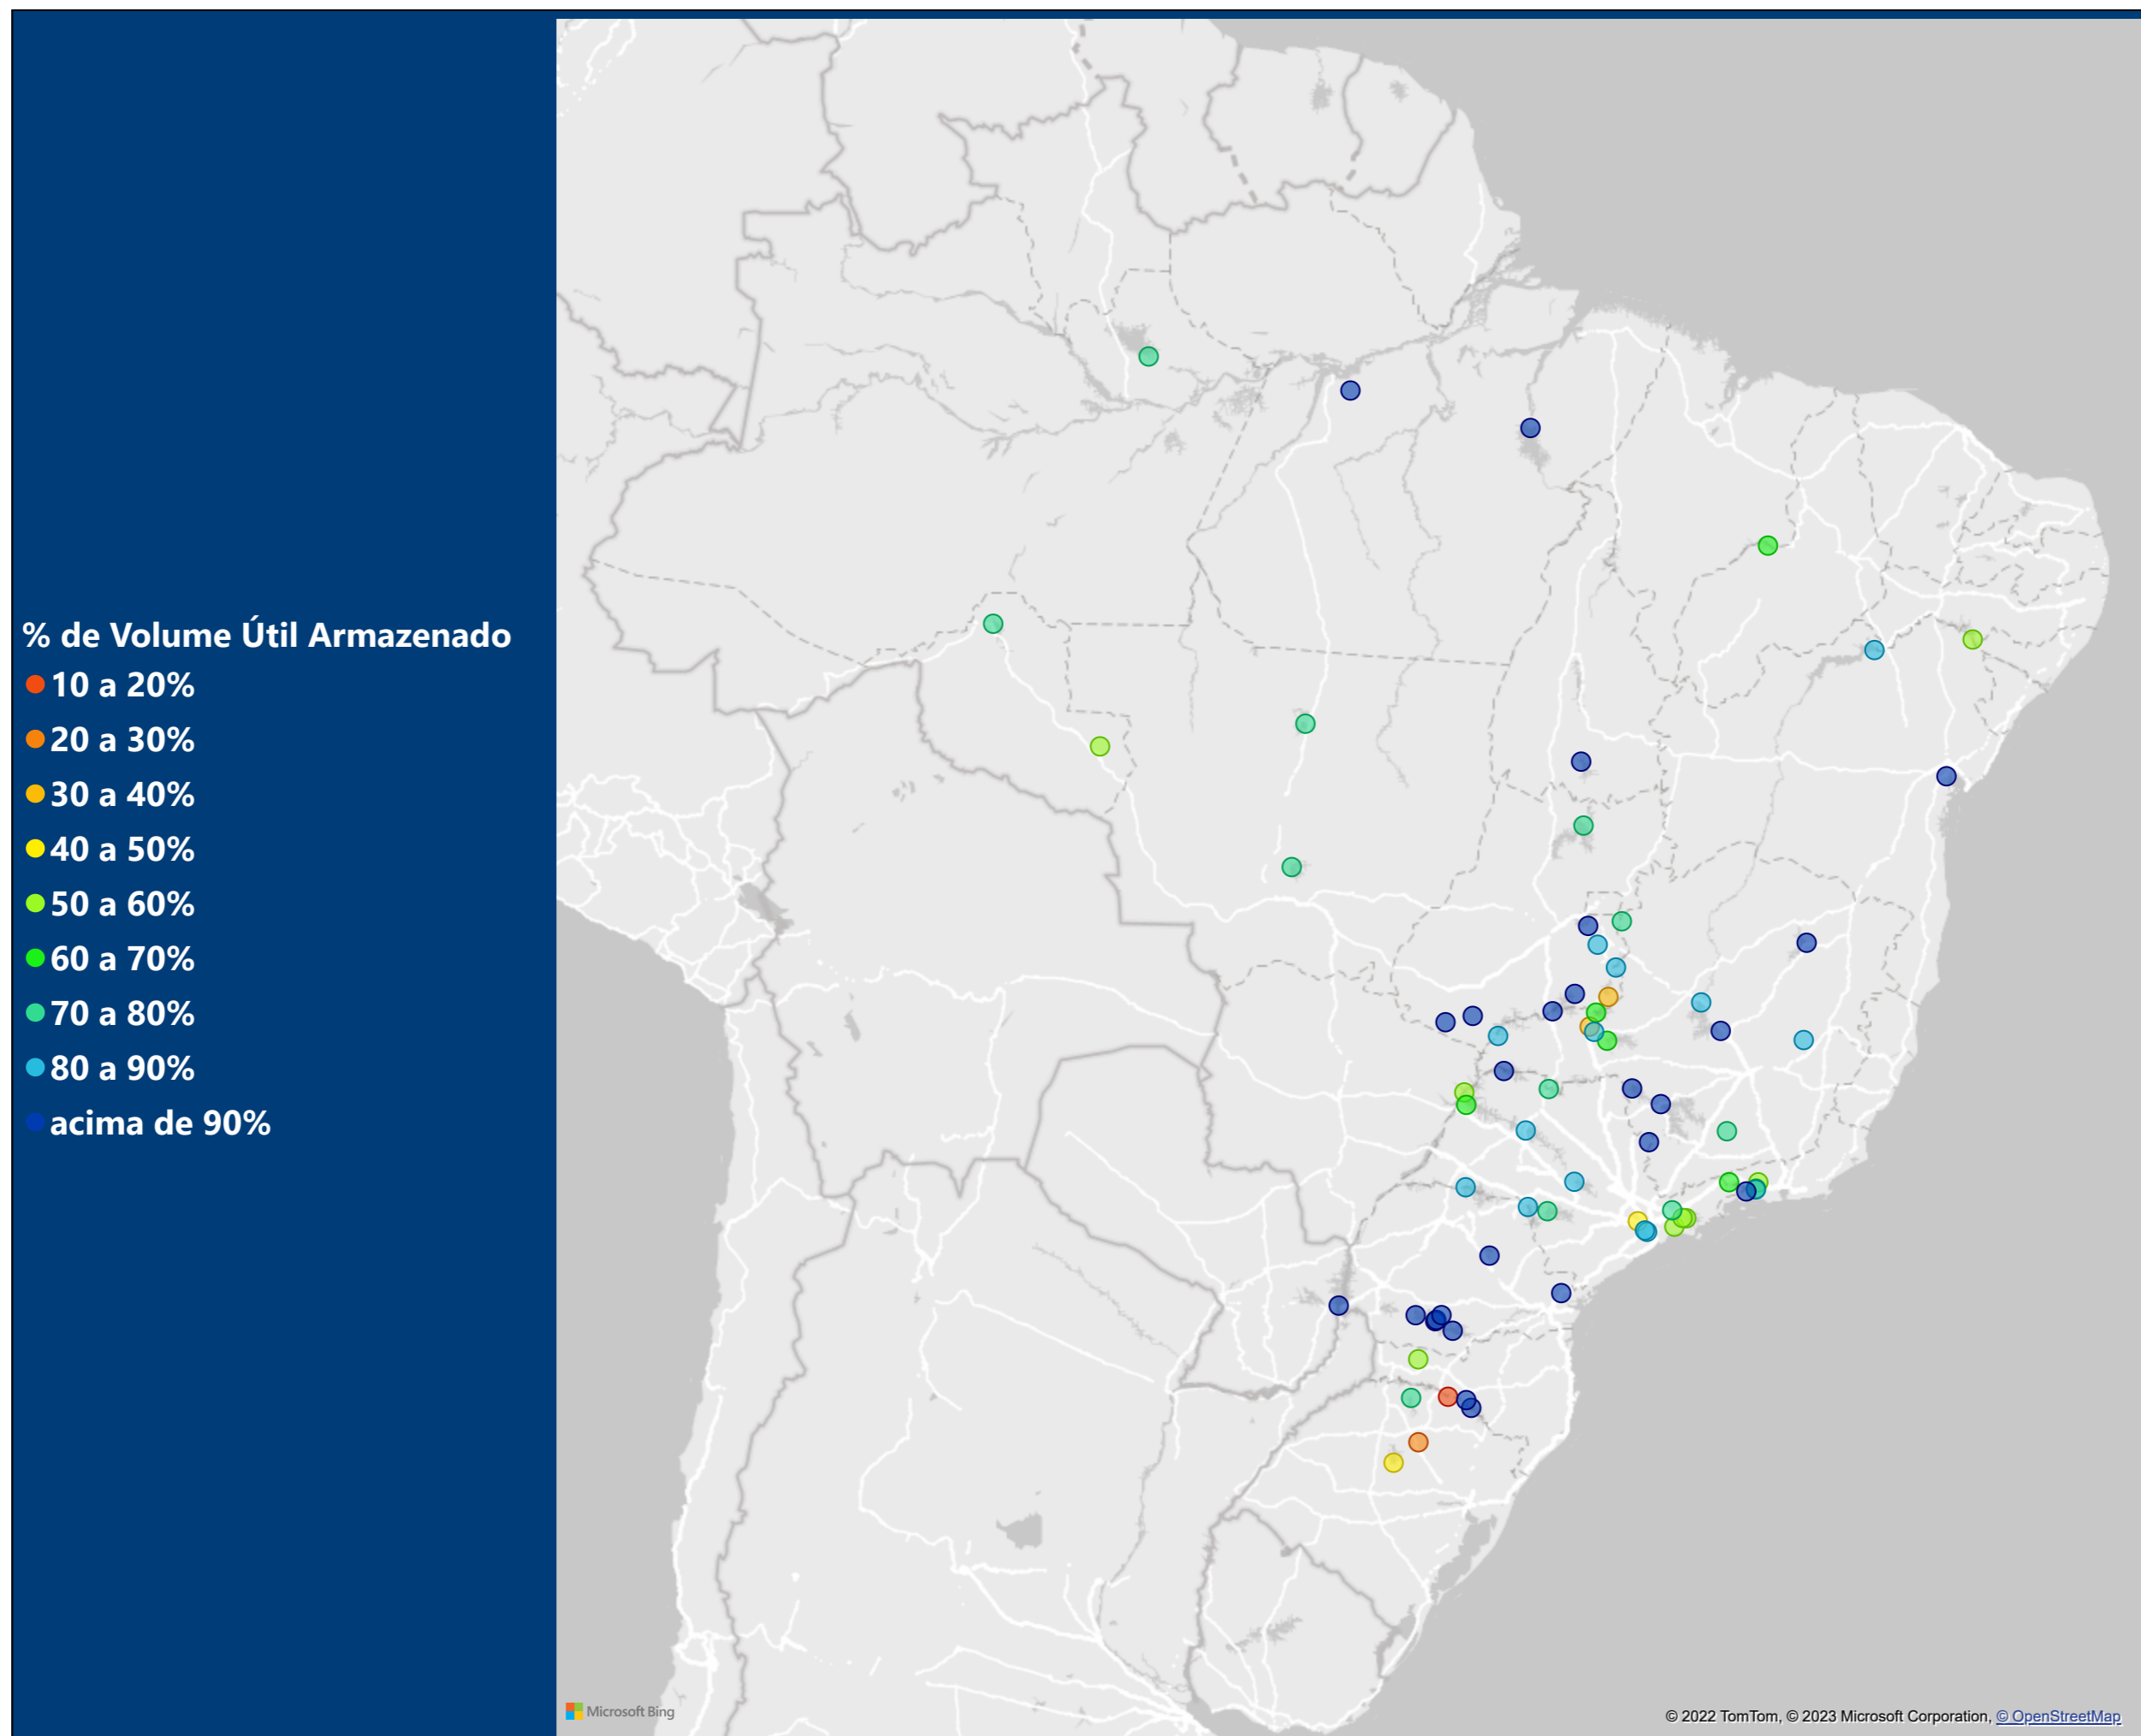 % de Volume Útil Armazenado
10 a 20%
20 a 30%
30 a 40%
40 a 50%
50 a 60%
60 a 70%
70 a 80%
80 a 90%
acima de 90%
Microsoft Bing
© 2022 TomTom, © 2023 Microsoft Corporation, © OpenStreetMap